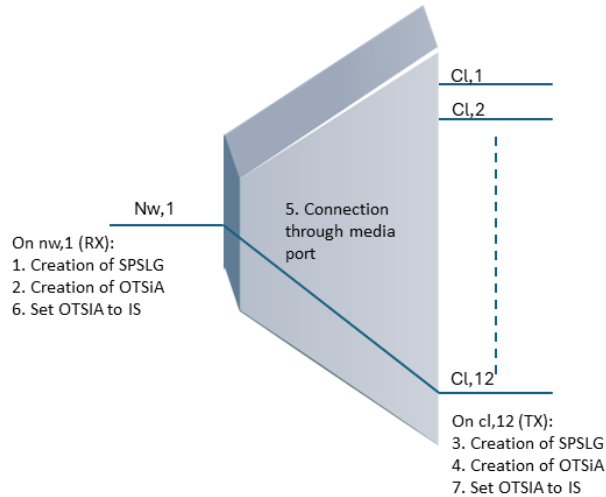 Cl,1
Cl,2
Nw,1
5. Connection
through media
port
On nw,1 (RX):
1. Creation of SPSLG
2. Creation of OTSiA
6. Set OTSIA to IS
Cl,12
On cl,12 (TX):
3. Creation of SPSLG
4. Creation of OTSiA
7. Set OTSIA to IS